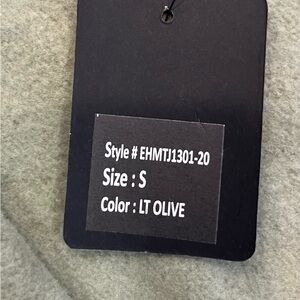 Style # EHMTJ1301-20
Size : S
Color : LT OLIVE